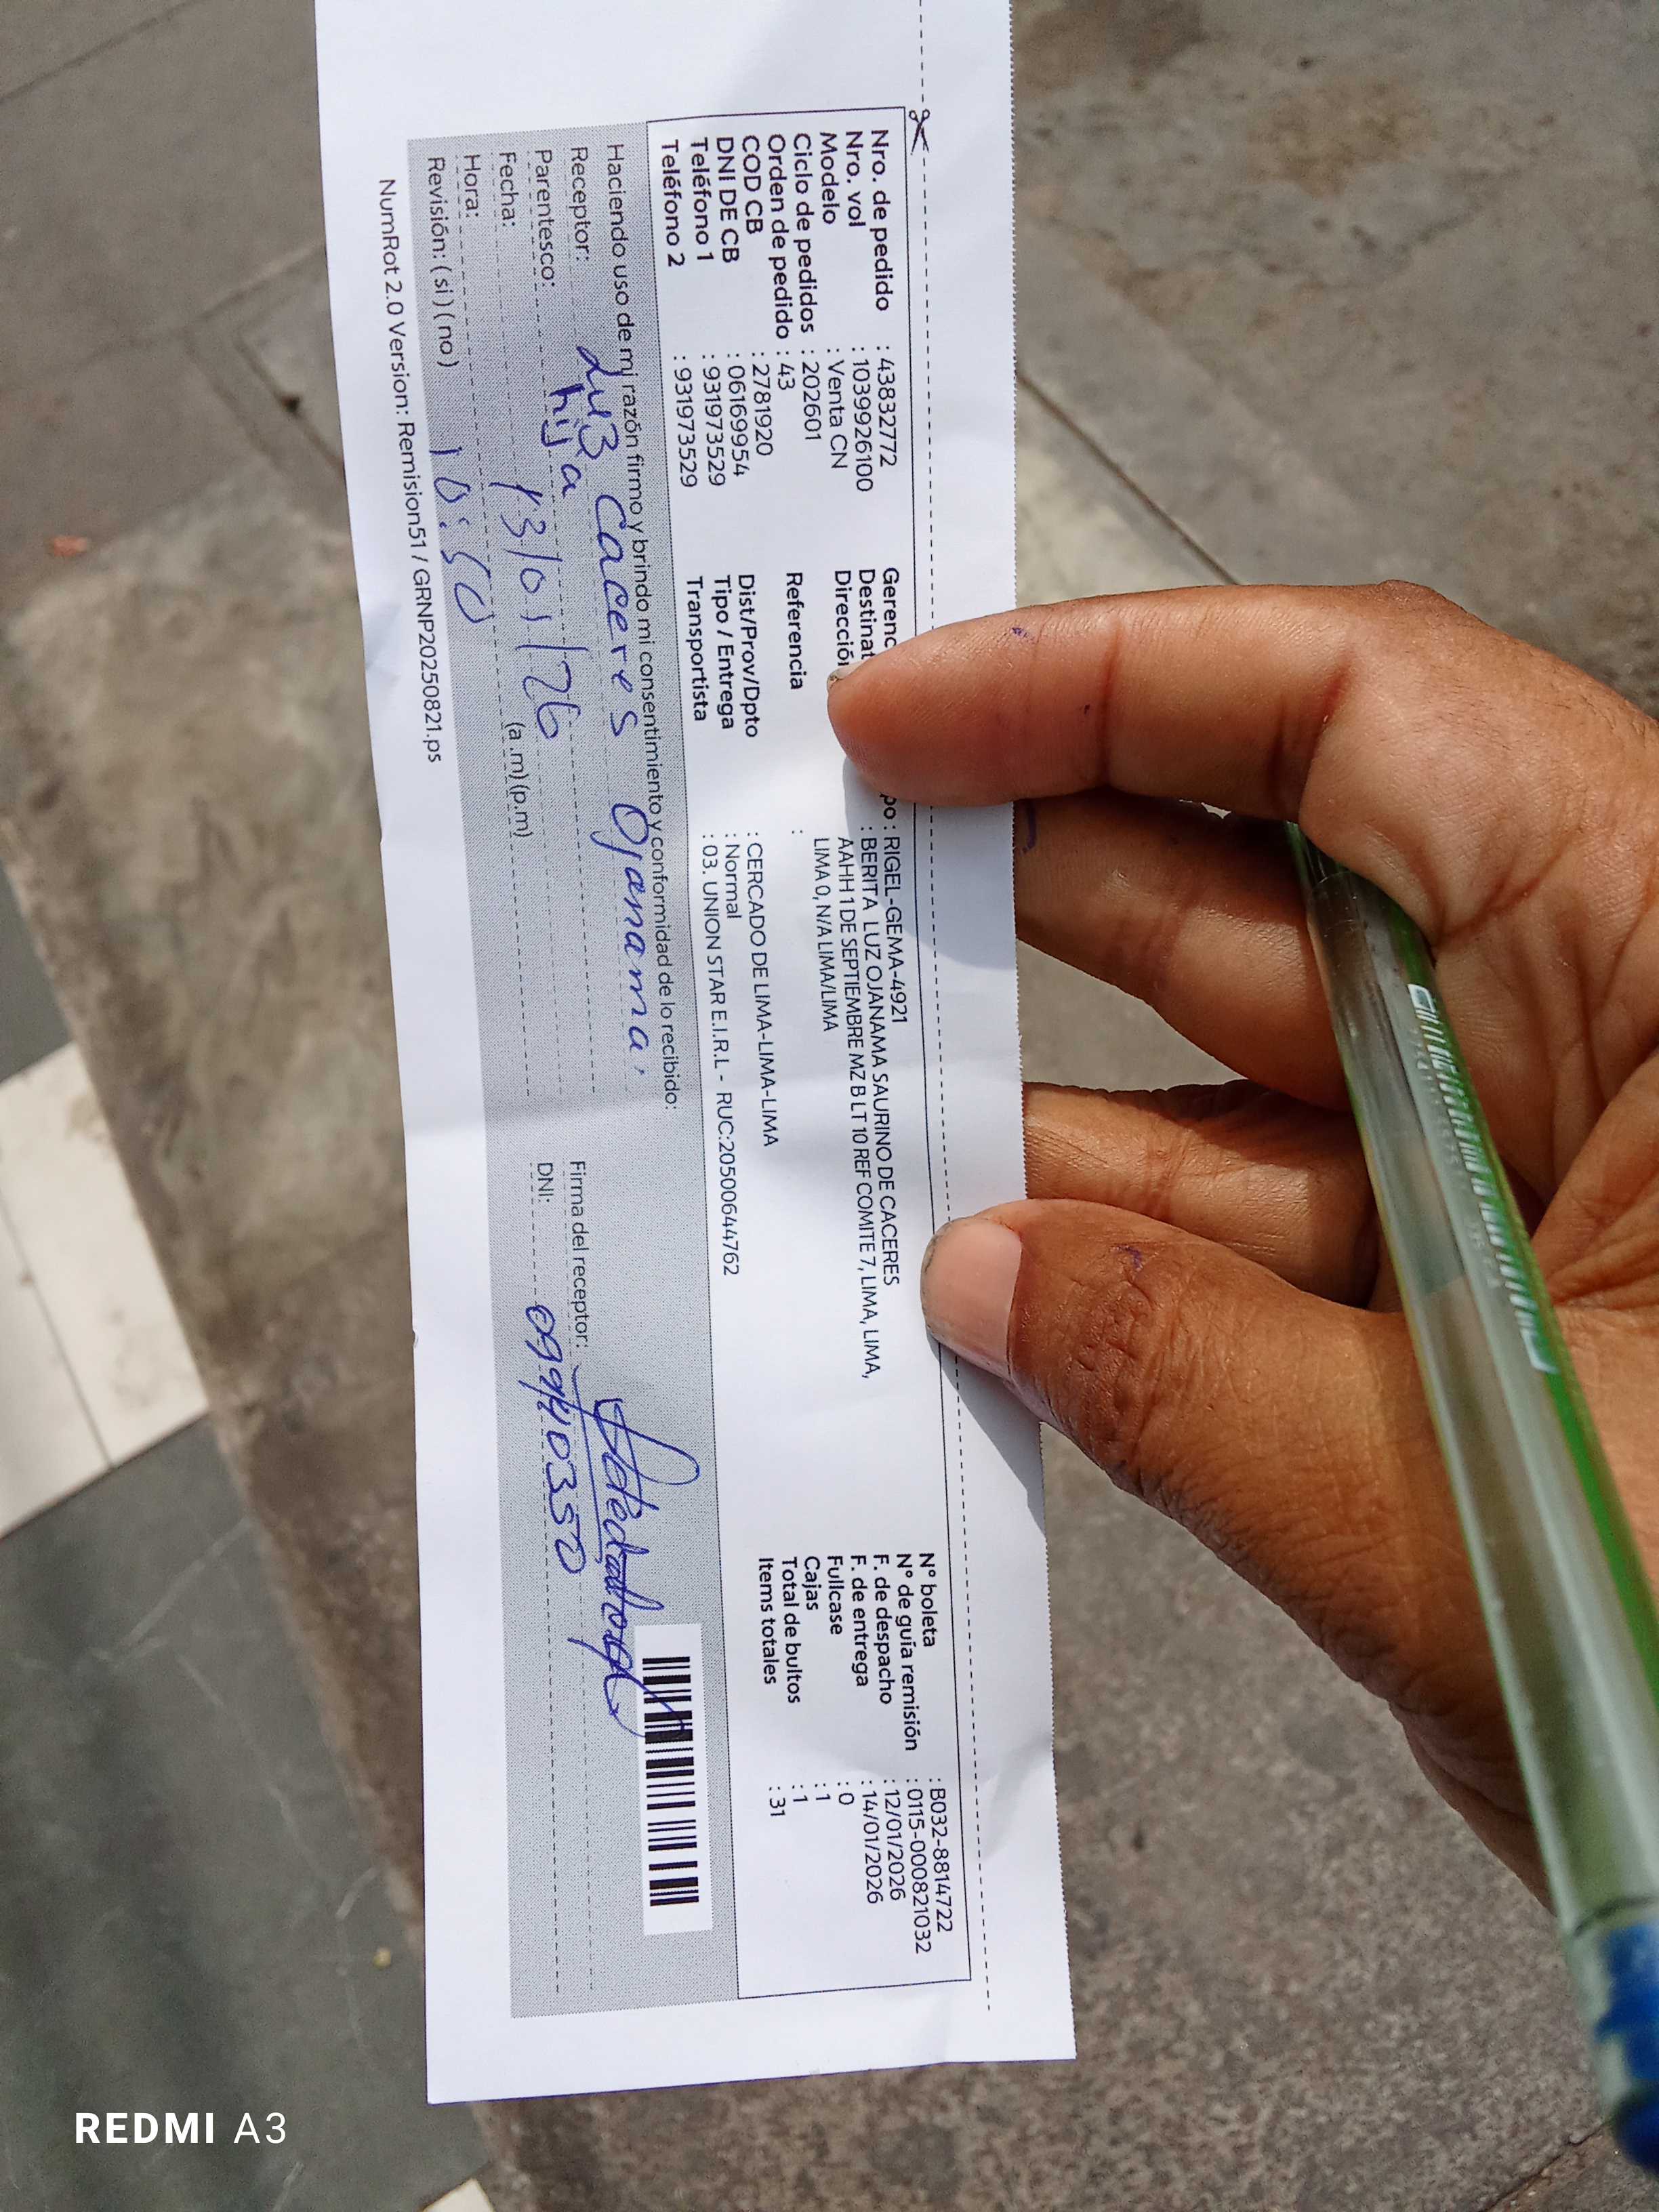 Nro. de pedido : 43832772
Nro. vol : 1039926100
Modelo : Venta CN
Ciclo de pedidos : 202601
Orden de pedido : 43
COD CB : 2781920
DNI DE CB : 06169954
Teléfono 1 : 931973529
Teléfono 2 : 931973529
Gerenc po : RIGEL-GEMA-4921
Destinat : BERITA LUZ OJANAMA SAURINO DE CACERES
Direcció AAHH 1 DE SEPTIEMBRE MZ B LT 10 REF COMITE 7, LIMA, LIMA,
LIMA 0, N/A LIMA/LIMA
Referencia :
Dist/Prov/Dpto : CERCADO DE LIMA-LIMA-LIMA
Tipo / Entrega : Normal
Transportista : 03. UNION STAR E.I.R.L - RUC:20500644762
N° boleta : B032-8814722
N° de guía remisión : 0115-000821032
F. de despacho : 12/01/2026
F. de entrega : 14/01/2026
Fullcase : 0
Cajas : 1
Total de bultos : 1
Items totales : 31
Haciendo uso de mi razón firmo y brindo mi consentimiento y conformidad de lo recibido:
Receptor: Luz Caceres Ojanama.
Parentesco: hija
Fecha: 13/01/26
Hora: 10:50 (a.m)(p.m)
Revisión: ( si ) ( no )
Firma del receptor:
DNI: 09940350
NumRot 2.0 Version: Remision51 / GRNP20250821.ps
REDMI A3